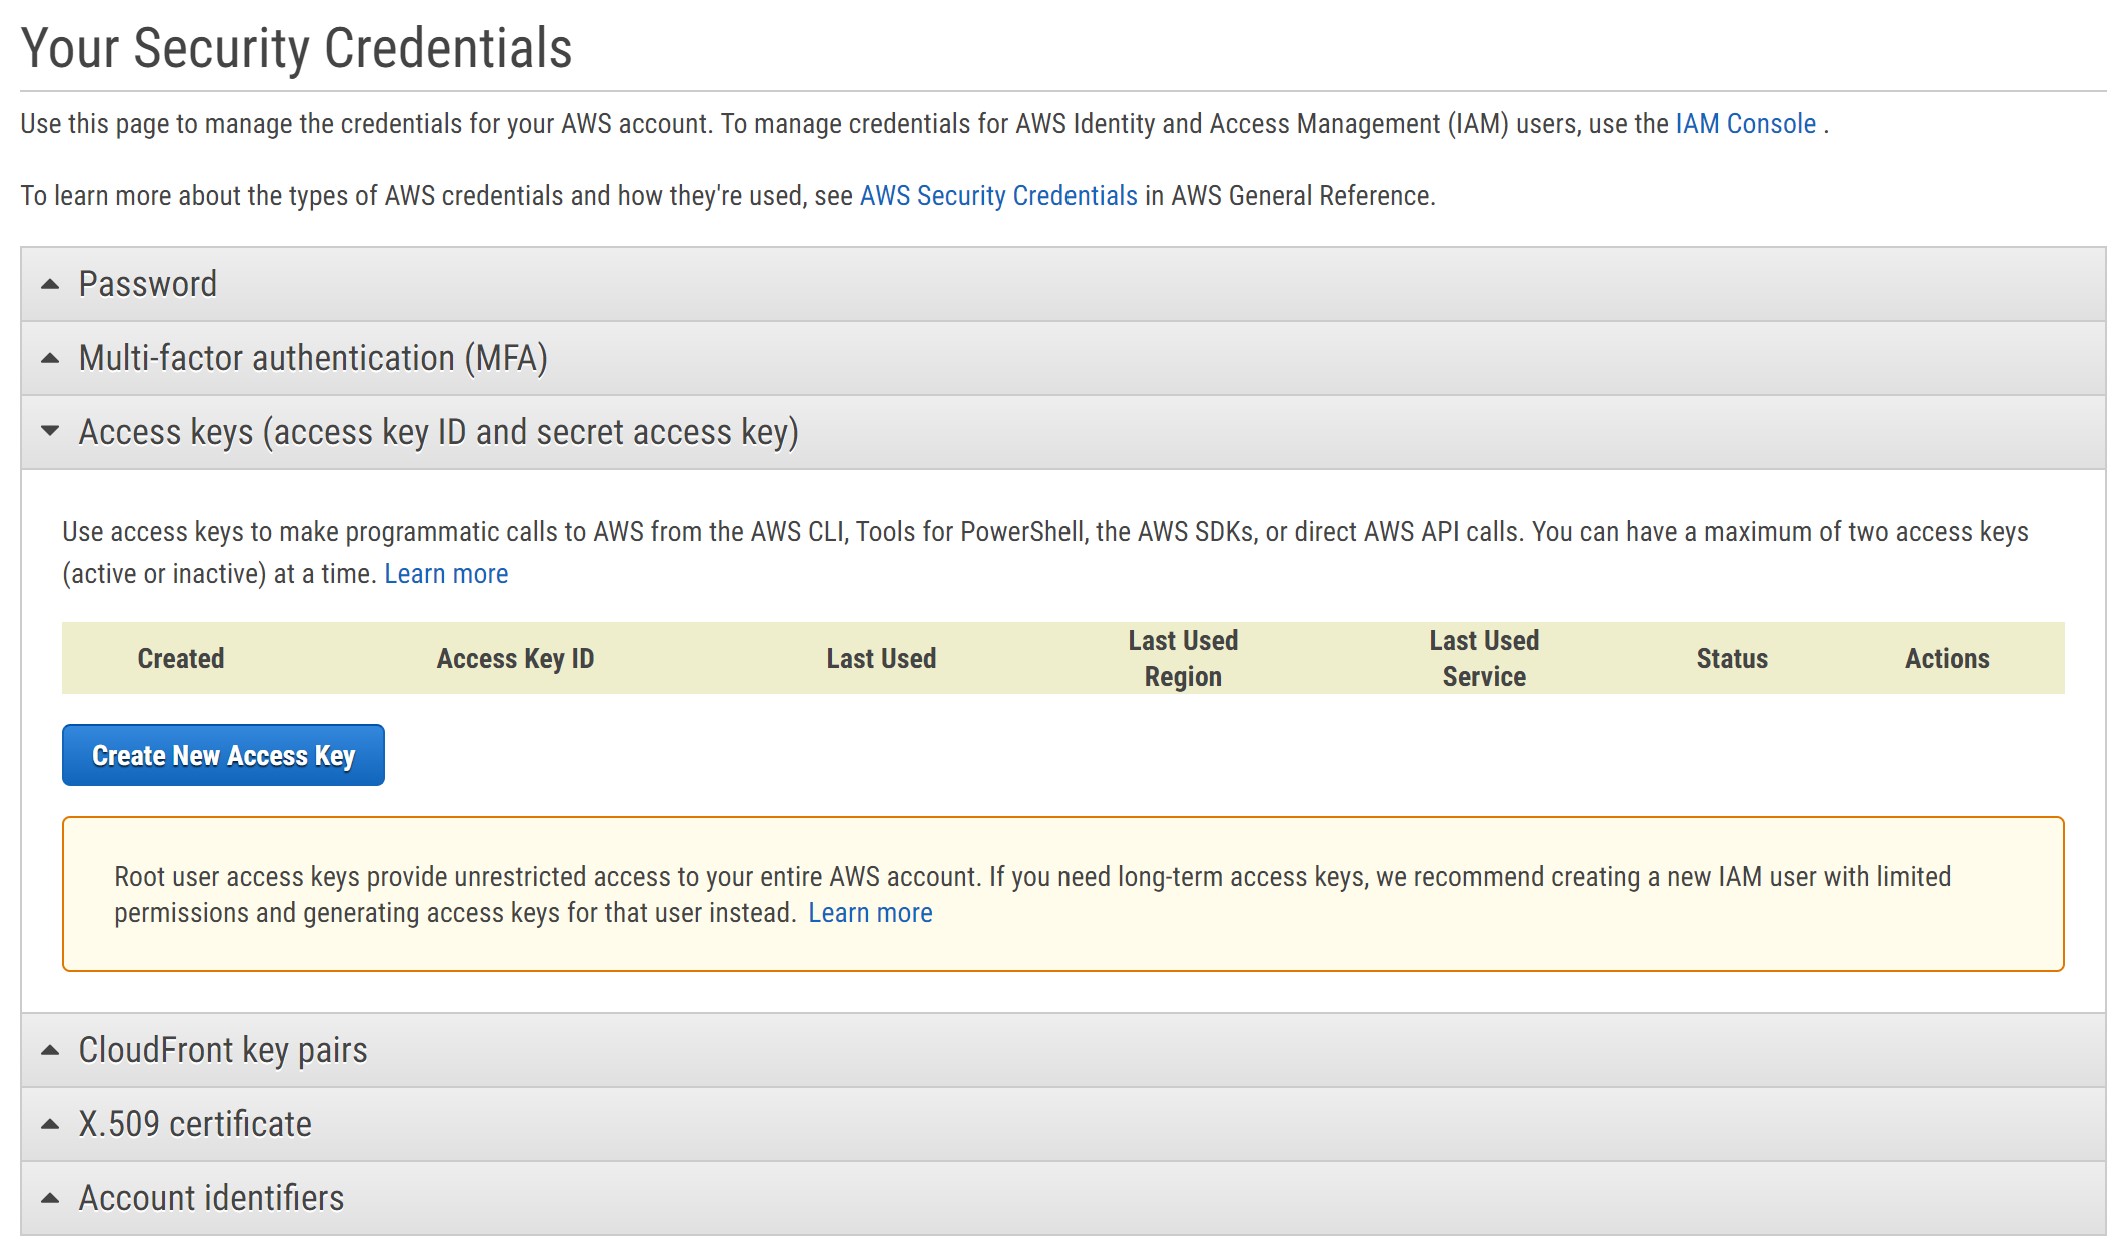 Your Security Credentials
Use this page to manage the credentials for your AWS account. To manage credentials for AWS Identity and Access Management (IAM) users, use the IAM Console .
To learn more about the types of AWS credentials and how they're used, see AWS Security Credentials in AWS General Reference.
Password
Multi-factor authentication (MFA)
Access keys (access key ID and secret access key)
Use access keys to make programmatic calls to AWS from the AWS CLI, Tools for PowerShell, the AWS SDKs, or direct AWS API calls. You can have a maximum of two access keys
(active or inactive) at a time. Learn more
Created Access Key ID Last Used Last Used Region Last Used Service Status Actions
Create New Access Key
Root user access keys provide unrestricted access to your entire AWS account. If you need long-term access keys, we recommend creating a new IAM user with limited
permissions and generating access keys for that user instead. Learn more
CloudFront key pairs
X.509 certificate
Account identifiers